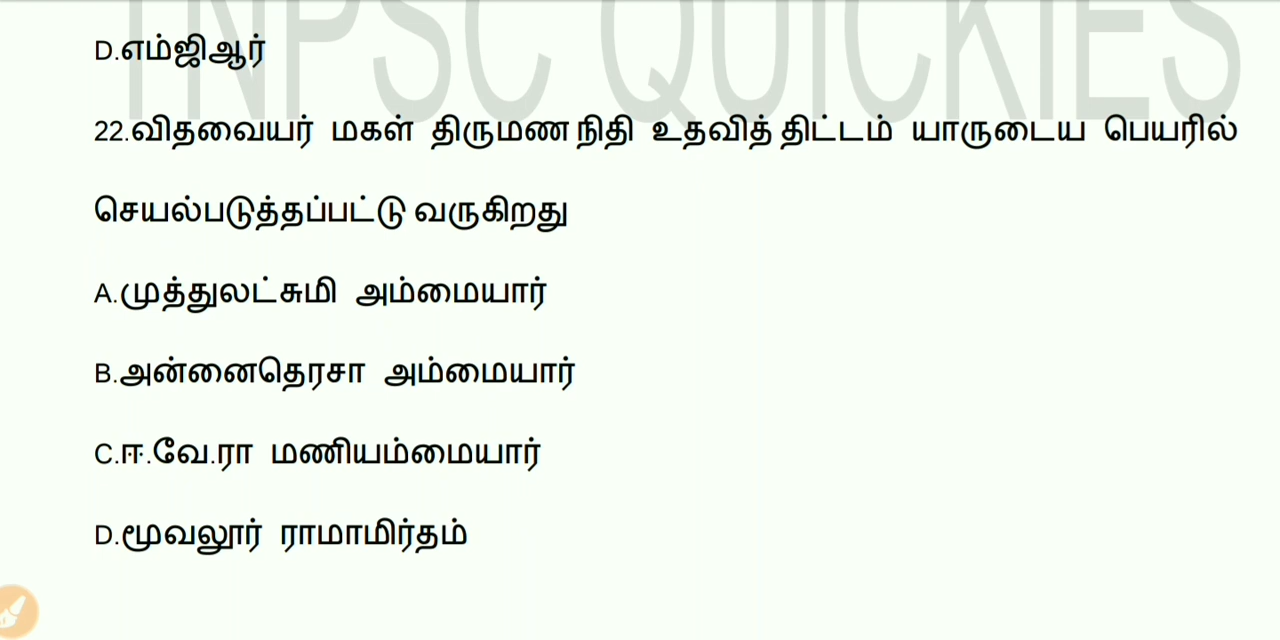 TNPSC QUICKIES
D.எம்ஜிஆர்
22.விதவையர் மகள் திருமண நிதி உதவித் திட்டம் யாருடைய பெயரில்
செயல்படுத்தப்பட்டு வருகிறது
A.முத்துலட்சுமி அம்மையார்
B.அன்னைதெரசா அம்மையார்
C.ஈ.வே.ரா மணியம்மையார்
D.மூவலூர் ராமாமிர்தம்